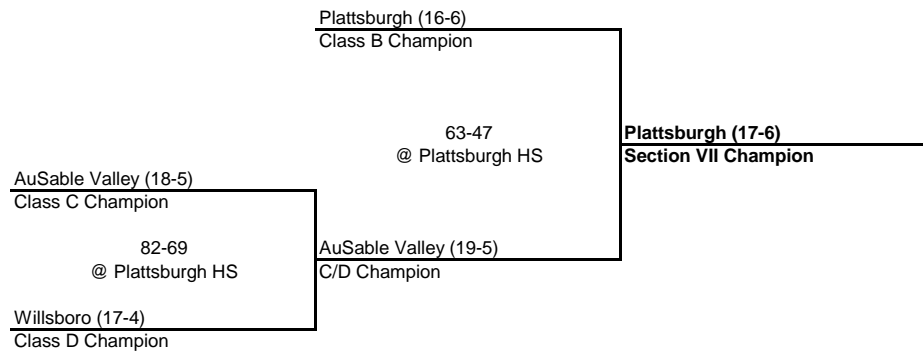 Plattsburgh (16-6)
Class B Champion
63-47
@ Plattsburgh HS
Plattsburgh (17-6)
Section VII Champion
AuSable Valley (18-5)
Class C Champion
82-69
@ Plattsburgh HS
AuSable Valley (19-5)
C/D Champion
Willsboro (17-4)
Class D Champion